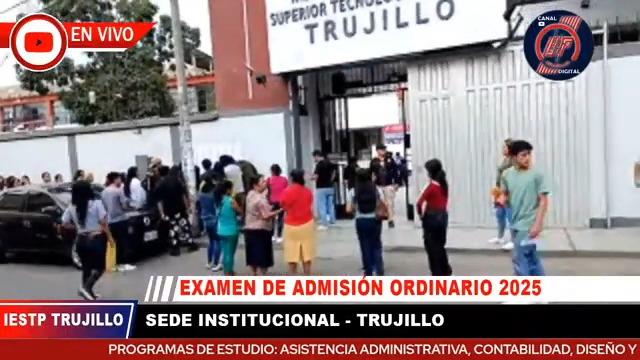 EN VIVO
SUPERIOR TECNOLÓ
TRUJILLO
CANAL
DIGITAL
EXAMEN DE ADMISIÓN ORDINARIO 2025
IESTP TRUJILLO
SEDE INSTITUCIONAL - TRUJILLO
PROGRAMAS DE ESTUDIO: ASISTENCIA ADMINISTRATIVA, CONTABILIDAD, DISEÑO Y